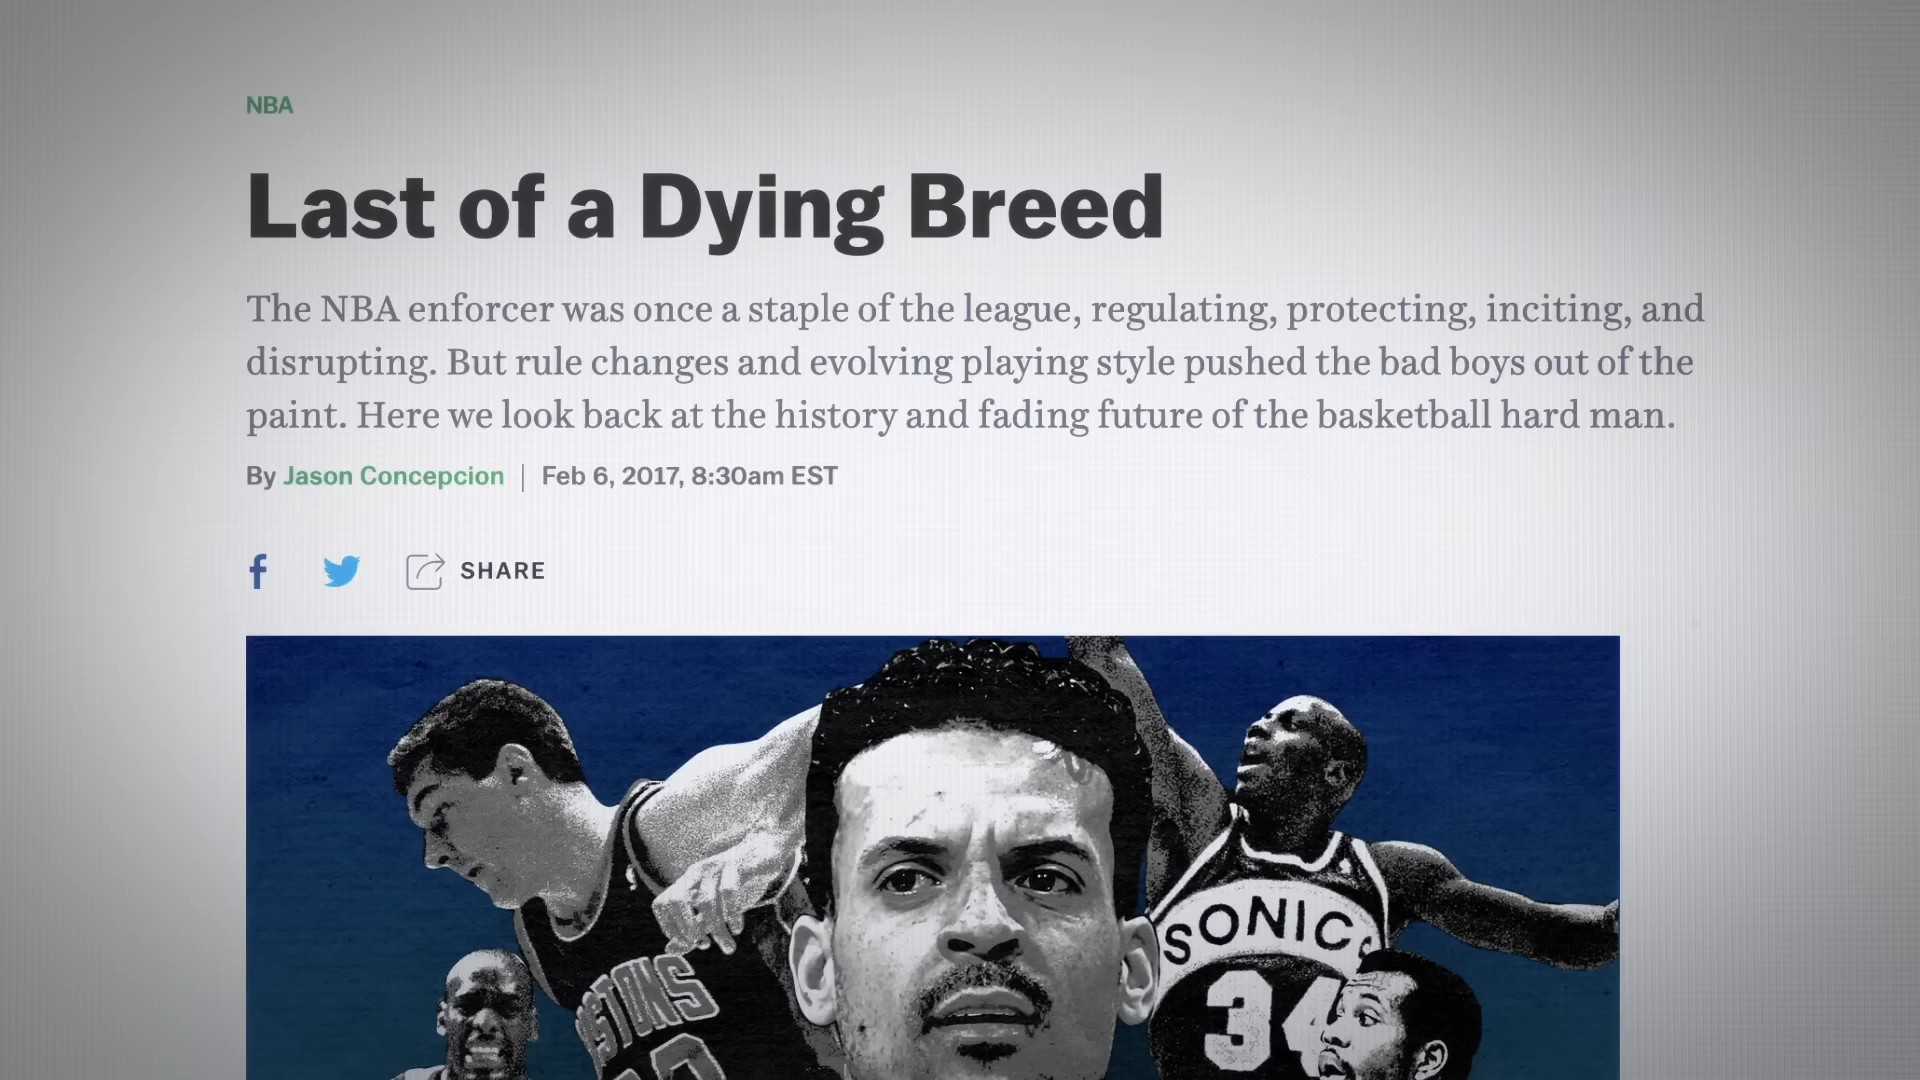 NBA
Last of a Dying Breed
The NBA enforcer was once a staple of the league, regulating, protecting, inciting, and
disrupting. But rule changes and evolving playing style pushed the bad boys out of the
paint. Here we look back at the history and fading future of the basketball hard man.
By Jason Concepcion | Feb 6, 2017, 8:30am EST
SHARE
SONICS
34